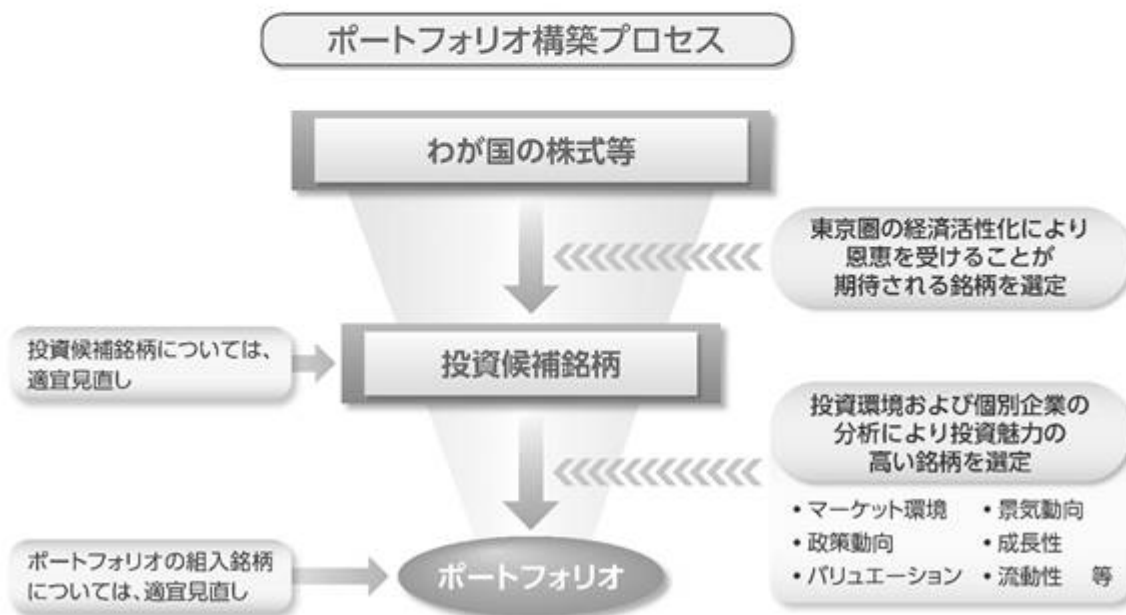 ポートフォリオ構築プロセス
わが国の株式等
東京圏の経済活性化により
恩恵を受けることが
期待される銘柄を選定
投資候補銘柄については、
適宜見直し
投資候補銘柄
投資環境および個別企業の
分析により投資魅力の
高い銘柄を選定
• マーケット環境 • 景気動向
• 政策動向 • 成長性
• バリュエーション • 流動性 等
ポートフォリオの組入銘柄
については、適宜見直し
ポートフォリオ